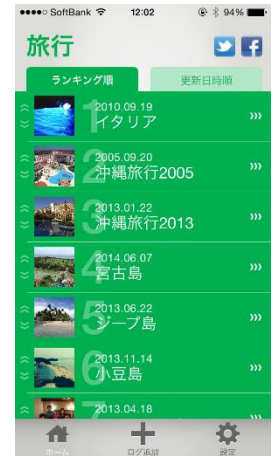 SoftBank 12:02 94%
旅行
ランキング順 更新日時順
1 2010.09.19
イタリア
2 2005.09.20
沖縄旅行2005
3 2013.01.22
沖縄旅行2013
4 2014.06.07
宮古島
5 2013.06.22
ジープ島
6 2013.11.14
小豆島
7 2013.04.18
ホーム ログ追加 設定